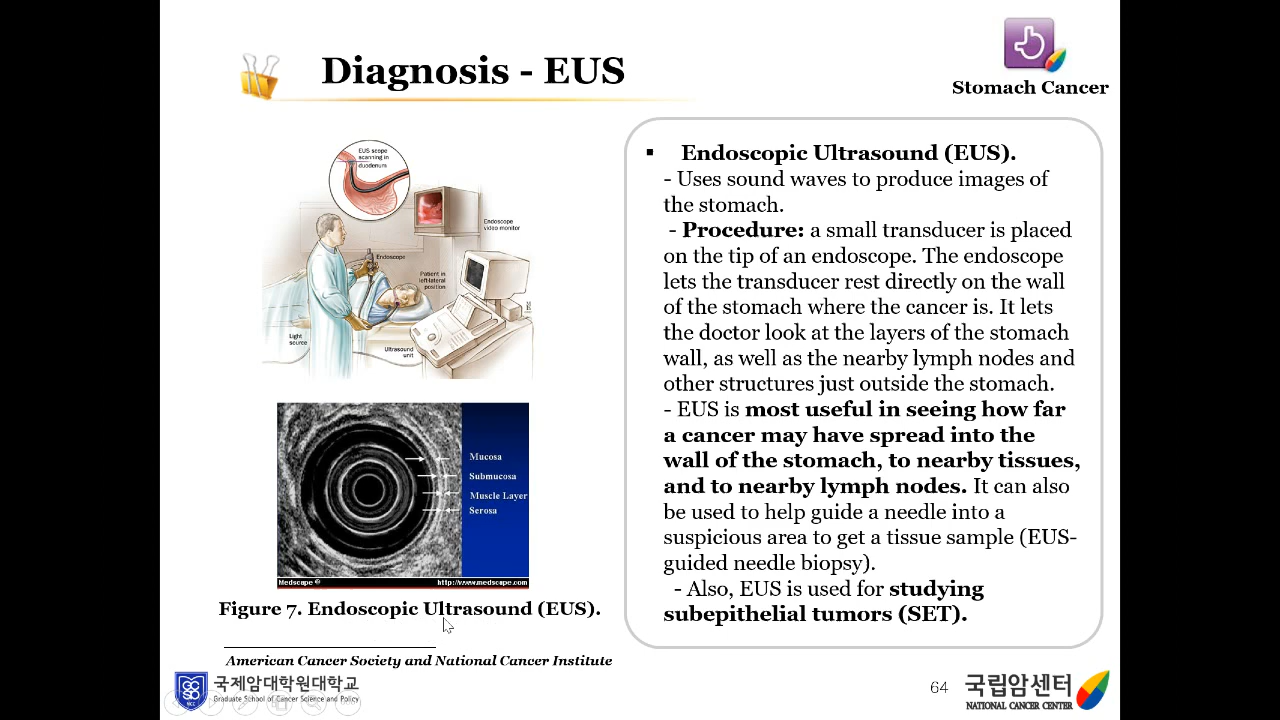 Diagnosis - EUS
Stomach Cancer
EUS scope
scanning in
duodenum
Endoscope
video monitor
Endoscope
Patient in
left-lateral
position
Light
source
Ultrasound
unit
Mucosa
Submucosa
Muscle Layer
Serosa
Medscape ®
http://www.medscape.com
Figure 7. Endoscopic Ultrasound (EUS).
▪ Endoscopic Ultrasound (EUS).
- Uses sound waves to produce images of
the stomach.
- Procedure: a small transducer is placed
on the tip of an endoscope. The endoscope
lets the transducer rest directly on the wall
of the stomach where the cancer is. It lets
the doctor look at the layers of the stomach
wall, as well as the nearby lymph nodes and
other structures just outside the stomach.
- EUS is most useful in seeing how far
a cancer may have spread into the
wall of the stomach, to nearby tissues,
and to nearby lymph nodes. It can also
be used to help guide a needle into a
suspicious area to get a tissue sample (EUS-
guided needle biopsy).
- Also, EUS is used for studying
subepithelial tumors (SET).
American Cancer Society and National Cancer Institute
국제암대학원대학교
Graduate School of Cancer Science and Policy
64
국립암센터
NATIONAL CANCER CENTER